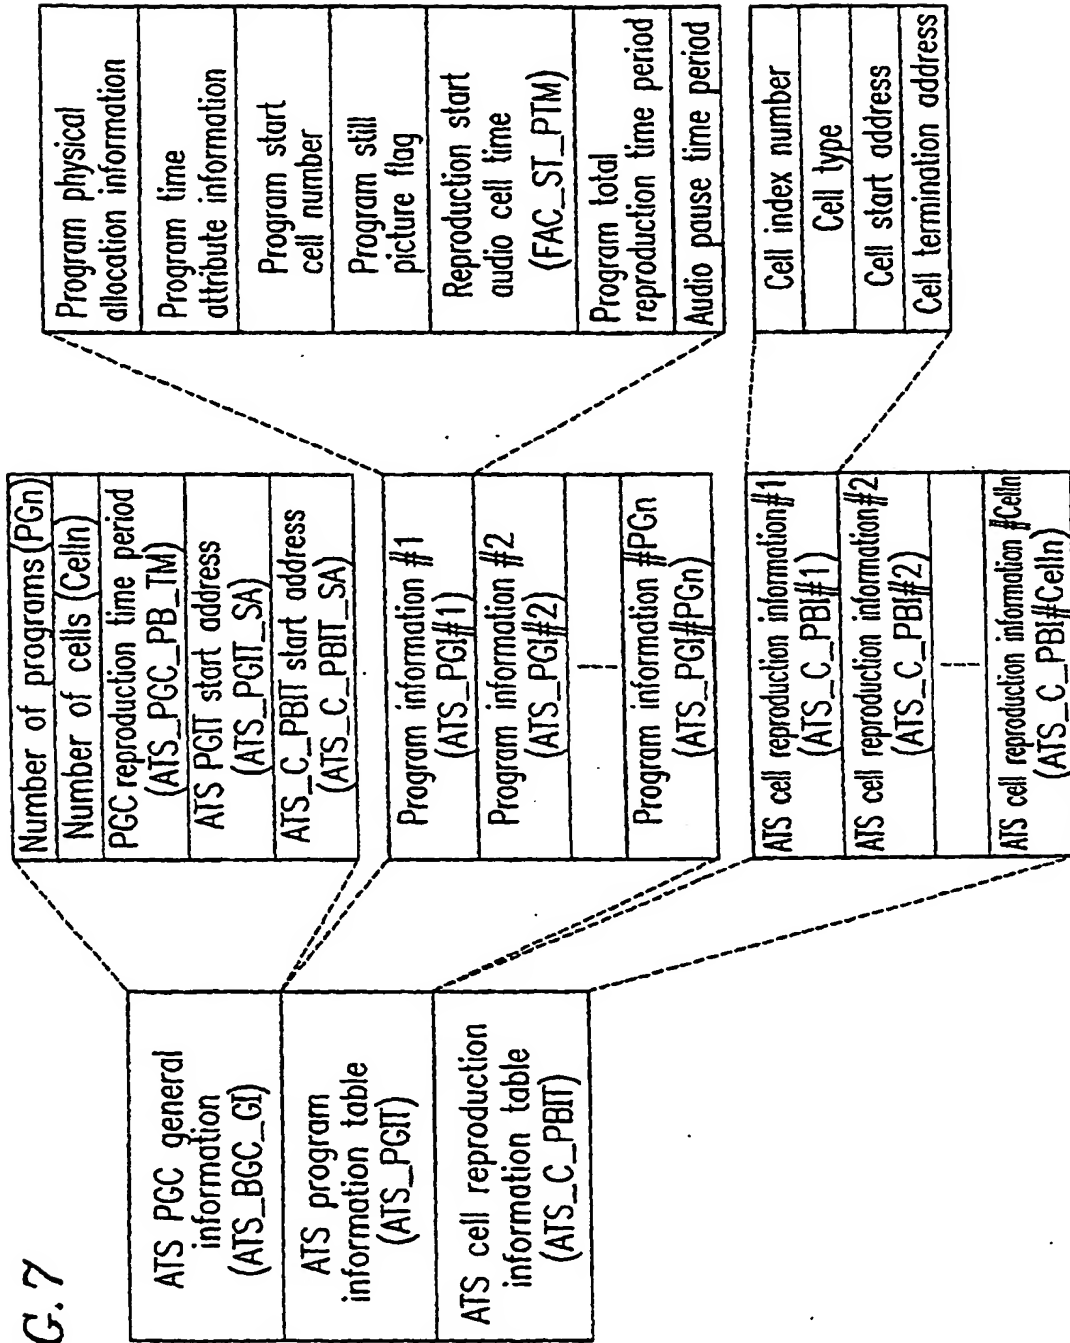 G.7
ATS PGC general
information
(ATS_BGC_GI)
ATS program
information table
(ATS_PGIT)
ATS cell reproduction
information table
(ATS_C_PBIT)
Number of programs(PGn)
Number of cells (Celln)
PGC reproduction time period
(ATS_PGC_PB_TM)
ATS PGIT start address
(ATS_PGIT_SA)
ATS_C_PBIT start address
(ATS_C_PBIT_SA)
Program information #1
(ATS_PGI#1)
Program information #2
(ATS_PGI#2)
Program information #PGn
(ATS_PGI#PGn)
ATS cell reproduction information#1
(ATS_C_PBI#1)
ATS cell reproduction information#2
(ATS_C_PBI#2)
ATS cell reproduction information #Celln
(ATS_C_PBI#Celln)
Program physical
allocation information
Program time
attribute information
Program start
cell number
Program still
picture flag
Reproduction start
audio cell time
(FAC_ST_PTM)
Program total
reproduction time period
Audio pause time period
Cell index number
Cell type
Cell start address
Cell termination address